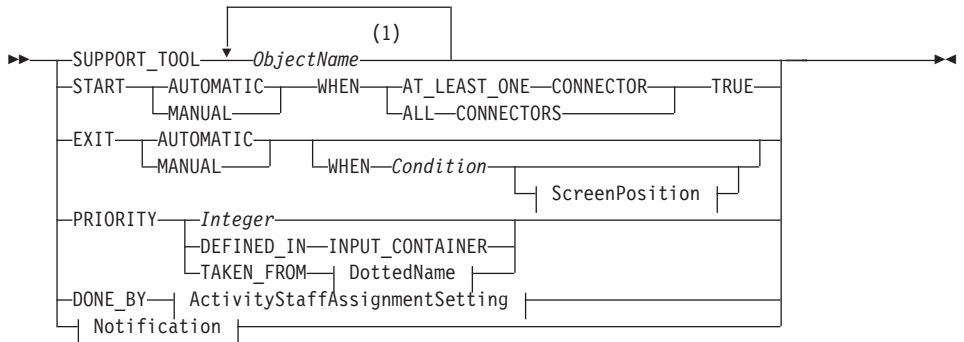 (1)
SUPPORT_TOOL ObjectName
START AUTOMATIC WHEN AT_LEAST_ONE CONNECTOR TRUE
MANUAL ALL CONNECTORS
EXIT AUTOMATIC
MANUAL WHEN Condition
ScreenPosition
PRIORITY Integer
DEFINED_IN INPUT_CONTAINER
TAKEN_FROM DottedName
DONE_BY ActivityStaffAssignmentSetting
Notification